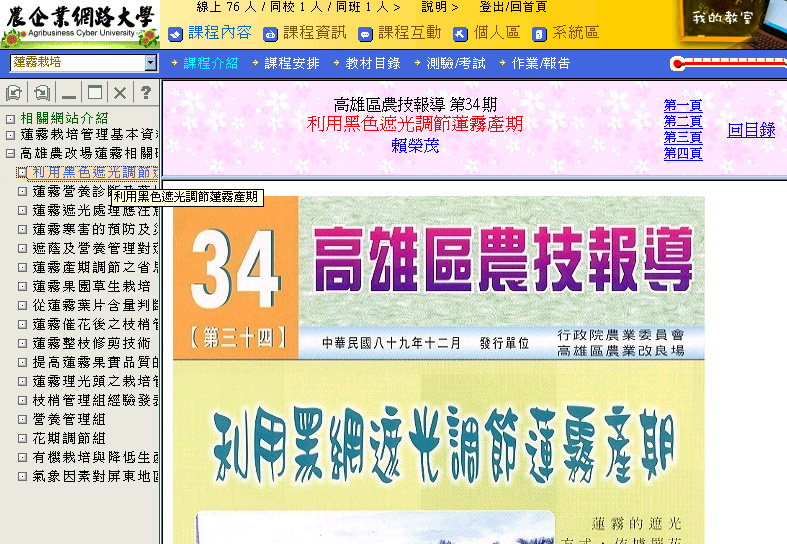 農企業網路大學
Agribusiness Cyber University
線上 76 人 / 同校 1 人 / 同班 1 人 >
說明 >
登出/回首頁
課程內容
課程資訊
課程互動
個人區
系統區
我的教室
蓮霧栽培
課程介紹
課程安排
教材目錄
測驗/考試
作業/報告
相關網站介紹
蓮霧栽培管理基本資
高雄農改場蓮霧相關
利用黑色遮光調節
蓮霧營養診斷及葉
利用黑色遮光調節蓮霧產期
蓮霧遮光處理應注意
蓮霧寒害的預防及
遮蔭及營養管理對
蓮霧產期調節之省
蓮霧果園草生栽培
從蓮霧葉片含量判斷
蓮霧催花後之枝梢管
蓮霧整枝修剪技術
提高蓮霧果實品質的
蓮霧理光頭之栽培管
枝梢管理組經驗發表
營養管理組
花期調節組
有機栽培與降低生產
氣象因素對屏東地區
高雄區農技報導 第34期
利用黑色遮光調節蓮霧產期
賴榮茂
第一頁
第二頁
第三頁
第四頁
回目錄
34
【第三十四】
高雄區農技報導
中華民國八十九年十二月 發行單位
行政院農業委員會
高雄區農業改良場
利用黑網遮光調節蓮霧產期
蓮霧的遮光